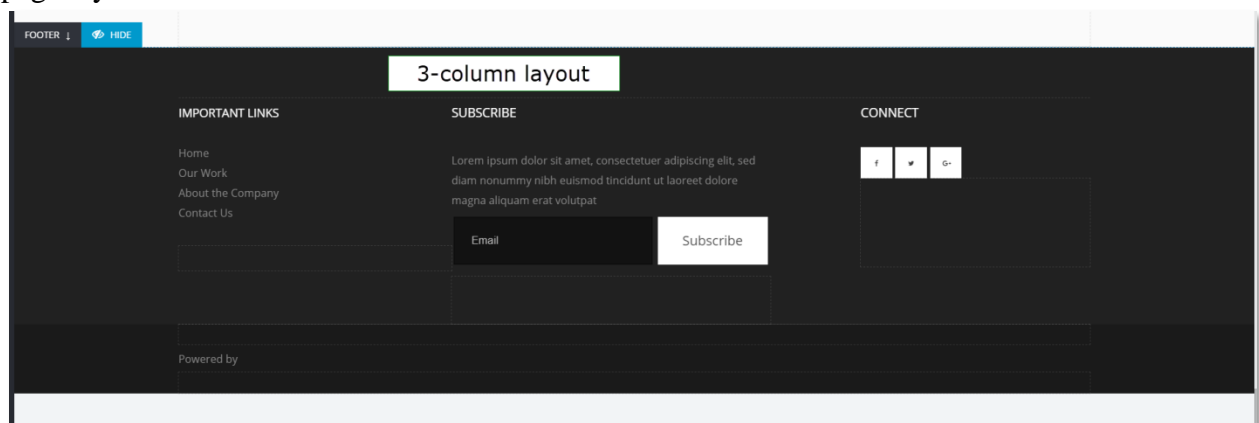 FOOTER ↓ HIDE
3-column layout
IMPORTANT LINKS
Home
Our Work
About the Company
Contact Us
SUBSCRIBE
Lorem ipsum dolor sit amet, consectetuer adipiscing elit, sed
diam nonummy nibh euismod tincidunt ut laoreet dolore
magna aliquam erat volutpat
Email
Subscribe
CONNECT
f
G+
Powered by